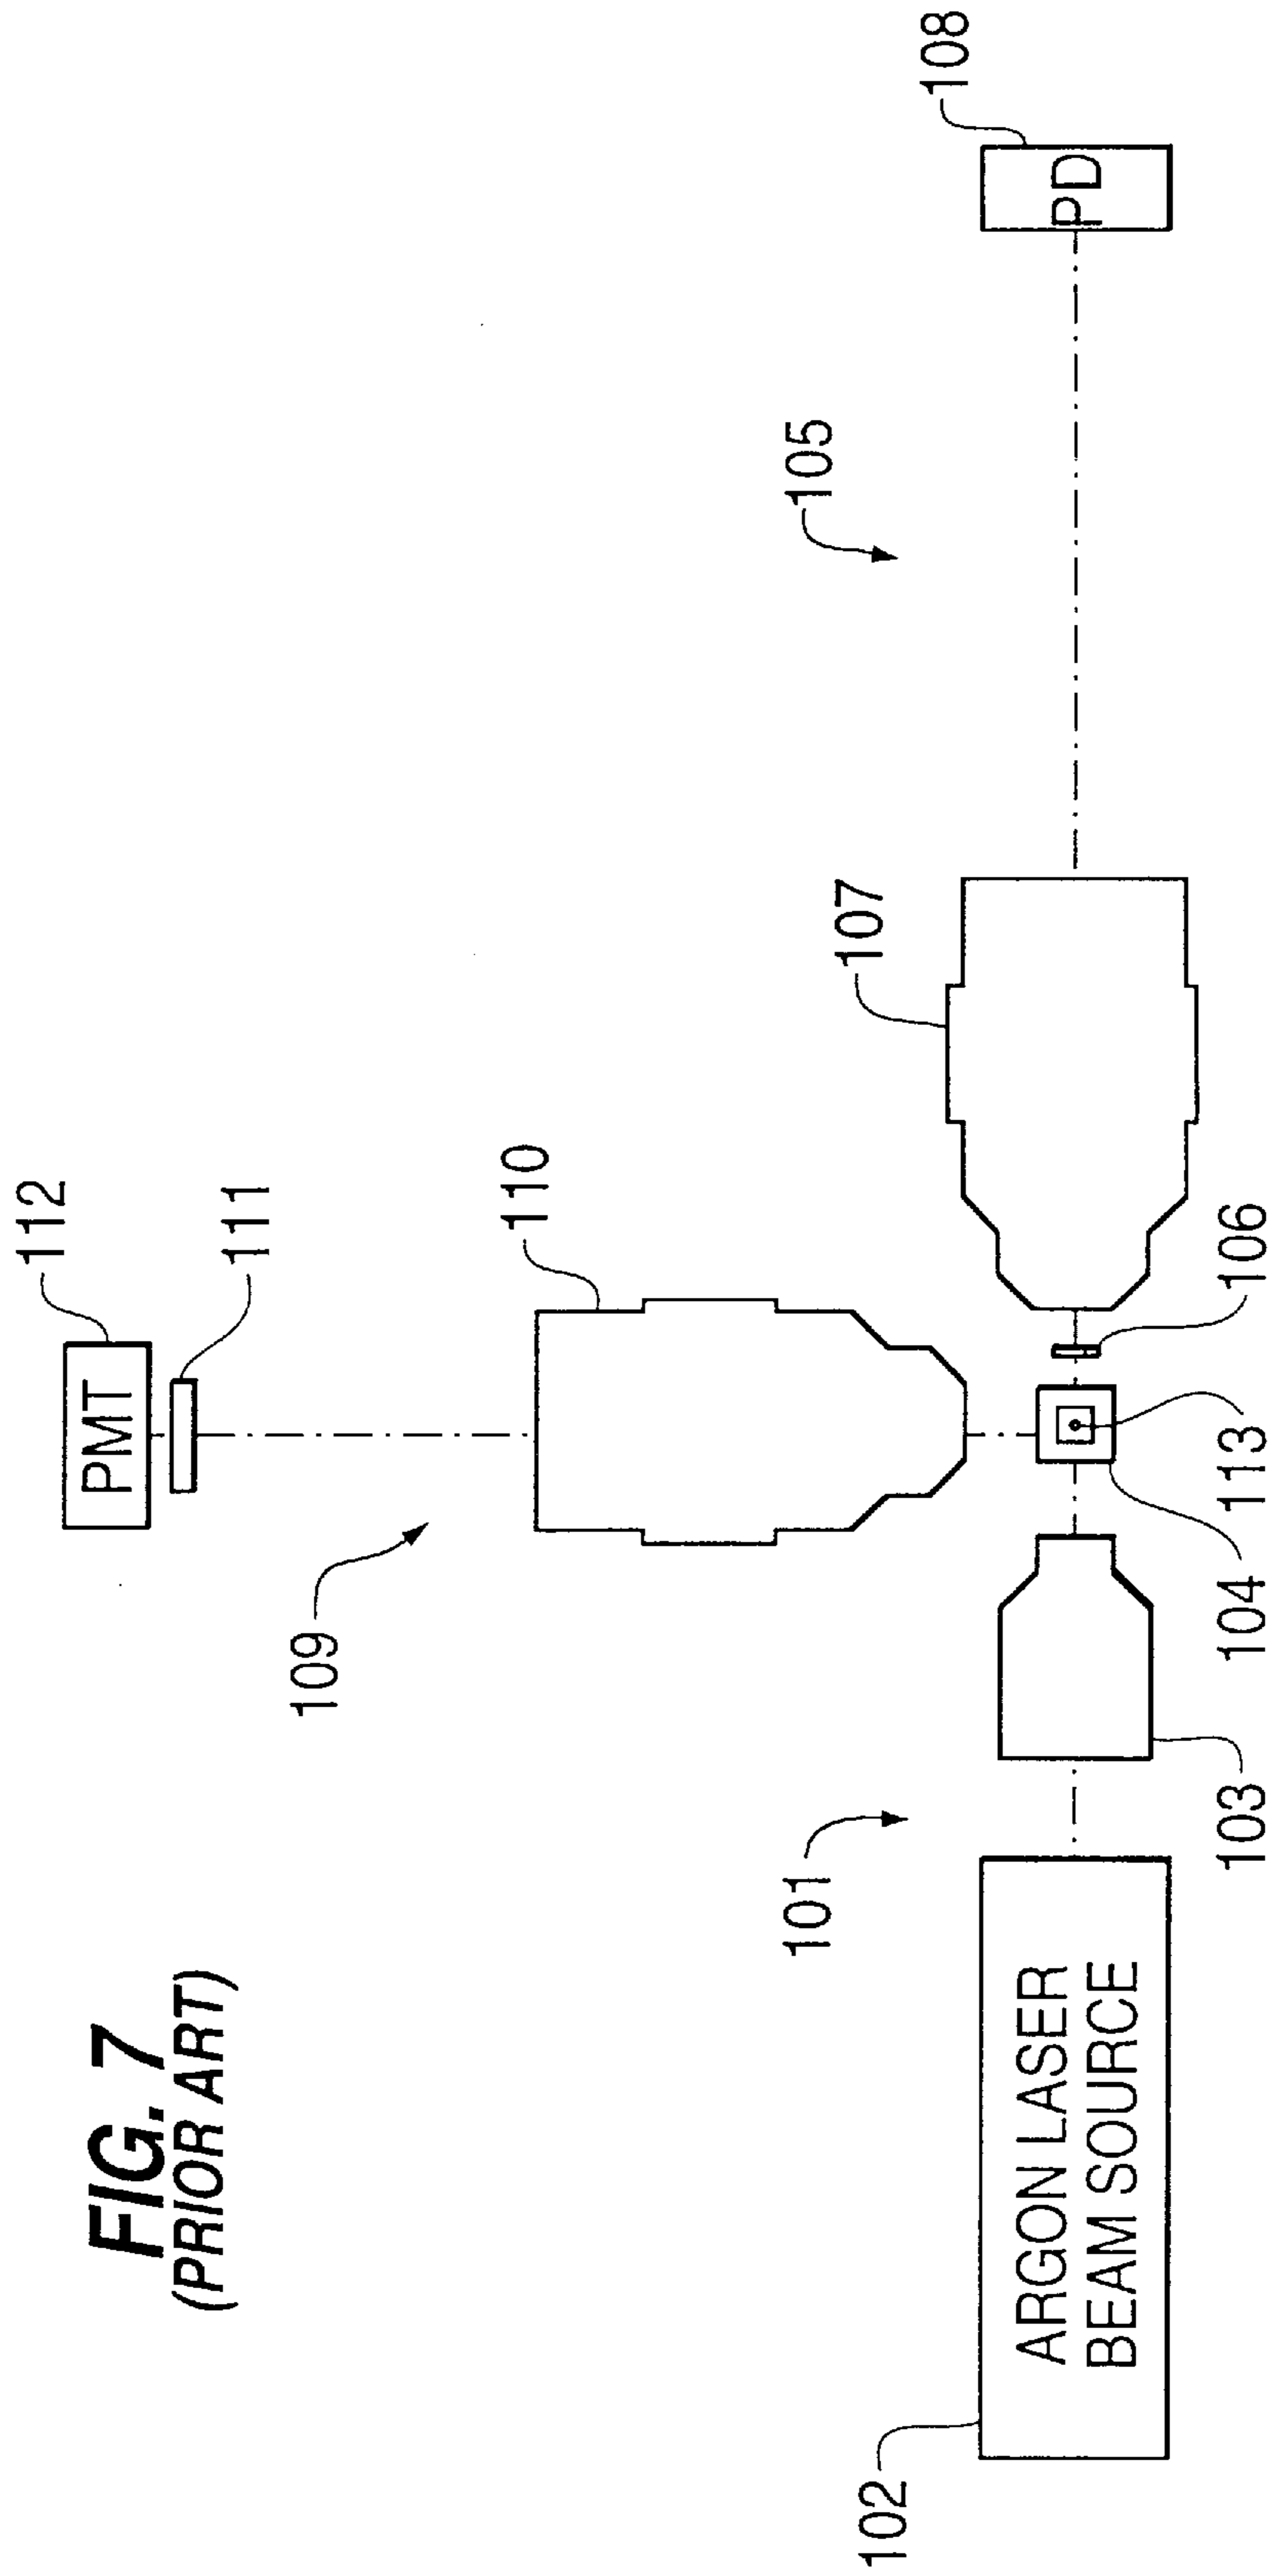 FIG. 7
(PRIOR ART)
112
PMT
111
109
110
108
PD
105
107
101
102
ARGON LASER
BEAM SOURCE
103
104
113
106